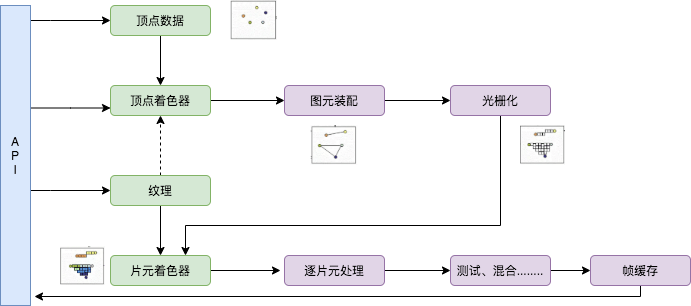 API
顶点数据
顶点着色器
图元装配
光栅化
纹理
片元着色器
逐片元处理
测试、混合........
帧缓存